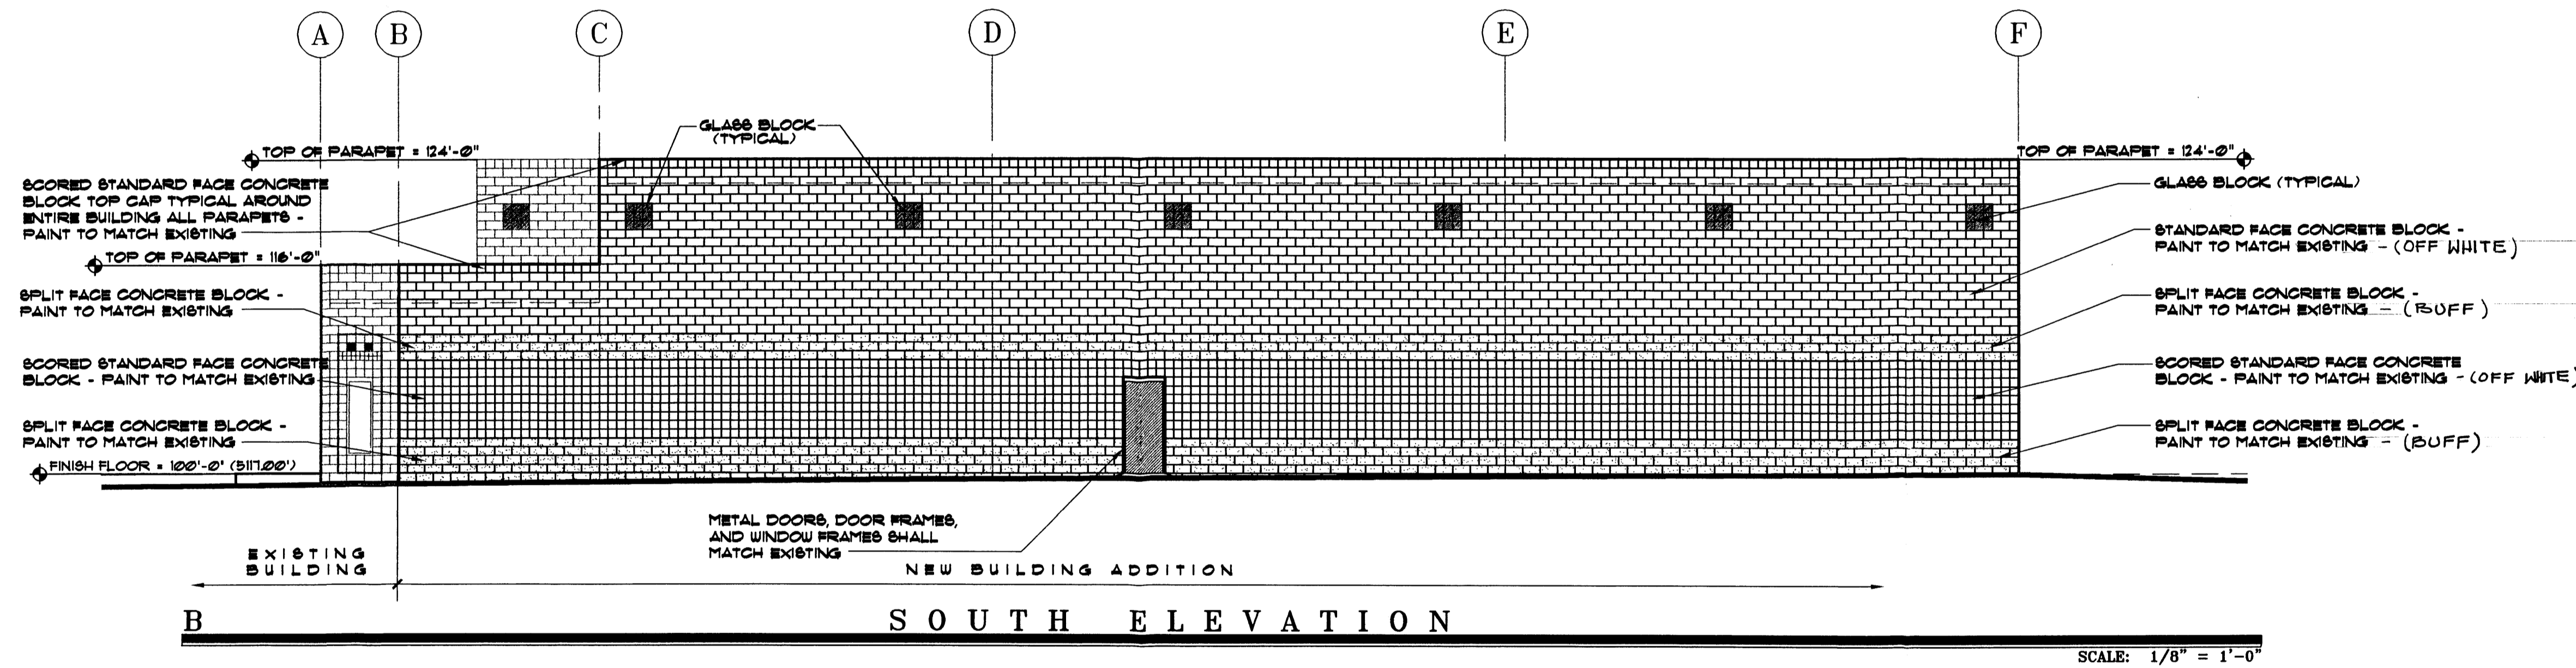 A B C D E F
GLASS BLOCK
(TYPICAL)
TOP OF PARAPET = 124'-0"
TOP OF PARAPET = 124'-0"
SCORED STANDARD FACE CONCRETE
BLOCK TOP CAP TYPICAL AROUND
ENTIRE BUILDING ALL PARAPETS -
PAINT TO MATCH EXISTING
TOP OF PARAPET = 116'-0"
SPLIT FACE CONCRETE BLOCK -
PAINT TO MATCH EXISTING
SCORED STANDARD FACE CONCRETE
BLOCK - PAINT TO MATCH EXISTING
SPLIT FACE CONCRETE BLOCK -
PAINT TO MATCH EXISTING
FINISH FLOOR = 100'-0" (5117.00')
GLASS BLOCK (TYPICAL)
STANDARD FACE CONCRETE BLOCK -
PAINT TO MATCH EXISTING - (OFF WHITE)
SPLIT FACE CONCRETE BLOCK -
PAINT TO MATCH EXISTING - (BUFF)
SCORED STANDARD FACE CONCRETE
BLOCK - PAINT TO MATCH EXISTING - (OFF WHITE)
SPLIT FACE CONCRETE BLOCK -
PAINT TO MATCH EXISTING - (BUFF)
METAL DOORS, DOOR FRAMES,
AND WINDOW FRAMES SHALL
MATCH EXISTING
EXISTING
BUILDING
NEW BUILDING ADDITION
B SOUTH ELEVATION
SCALE: 1/8" = 1'-0"